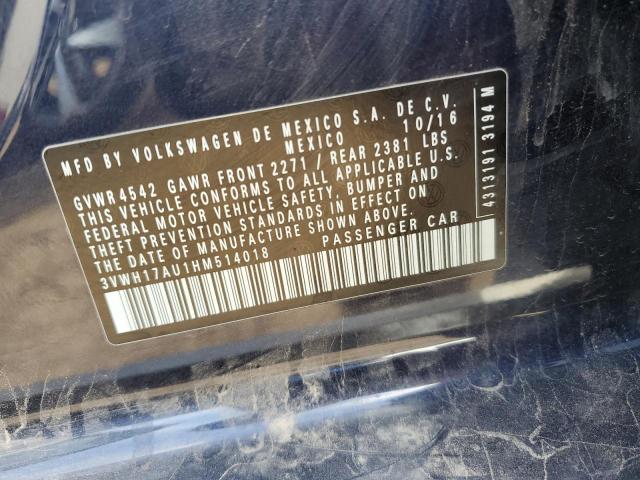 MFD BY VOLKSWAGEN DE MEXICO S.A. DE C.V.
MEXICO 10/16
GVWR 4542 GAWR FRONT 2271 / REAR 2381 LBS
THIS VEHICLE CONFORMS TO ALL APPLICABLE U.S.
FEDERAL MOTOR VEHICLE SAFETY, BUMPER AND
THEFT PREVENTION STANDARDS IN EFFECT ON
THE DATE OF MANUFACTURE SHOWN ABOVE.
3VWH17AU1HM514018 PASSENGER CAR
43131913194 M